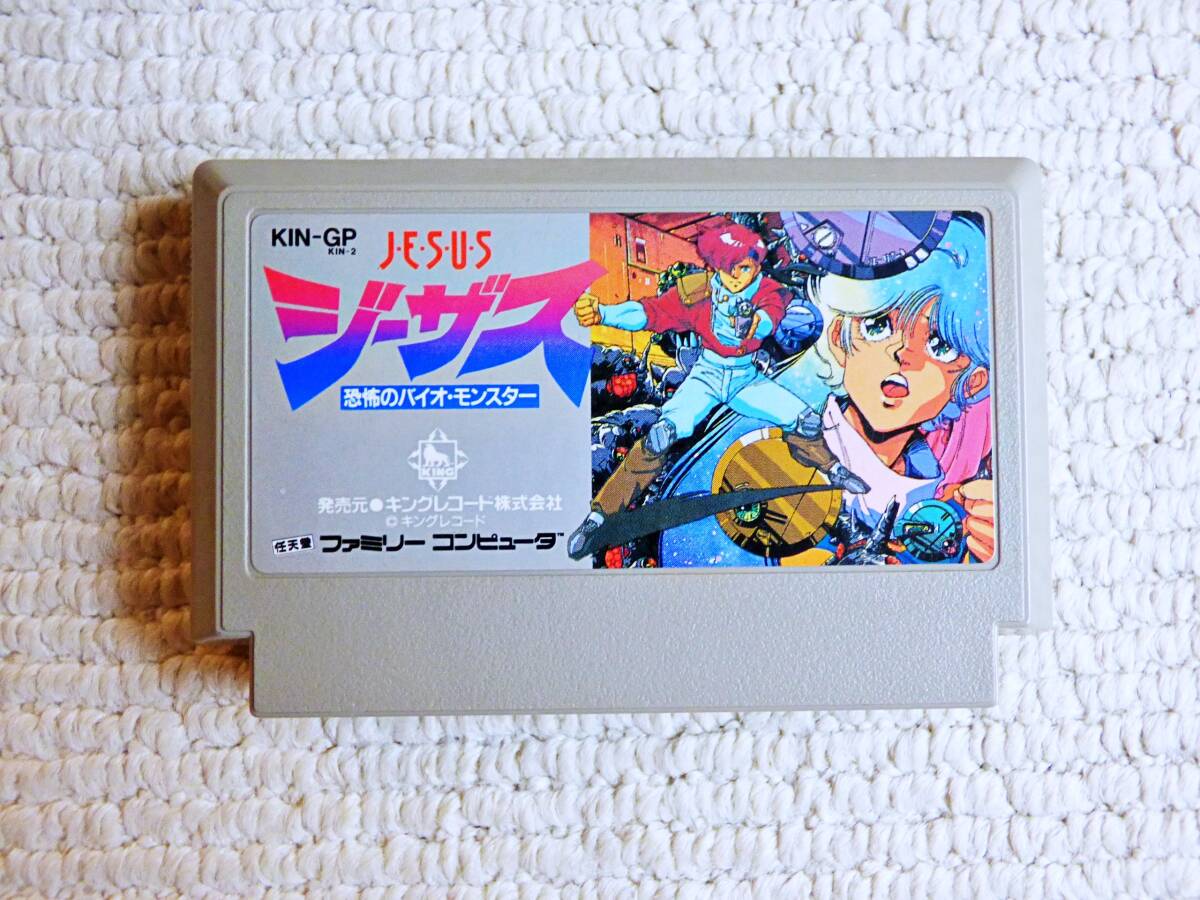 KIN-GP
KIN-2
J·E·S·U·S
ジーザス
恐怖のバイオ・モンスター
KING
発売元●キングレコード株式会社
© キングレコード
任天堂 ファミリー コンピュータ™